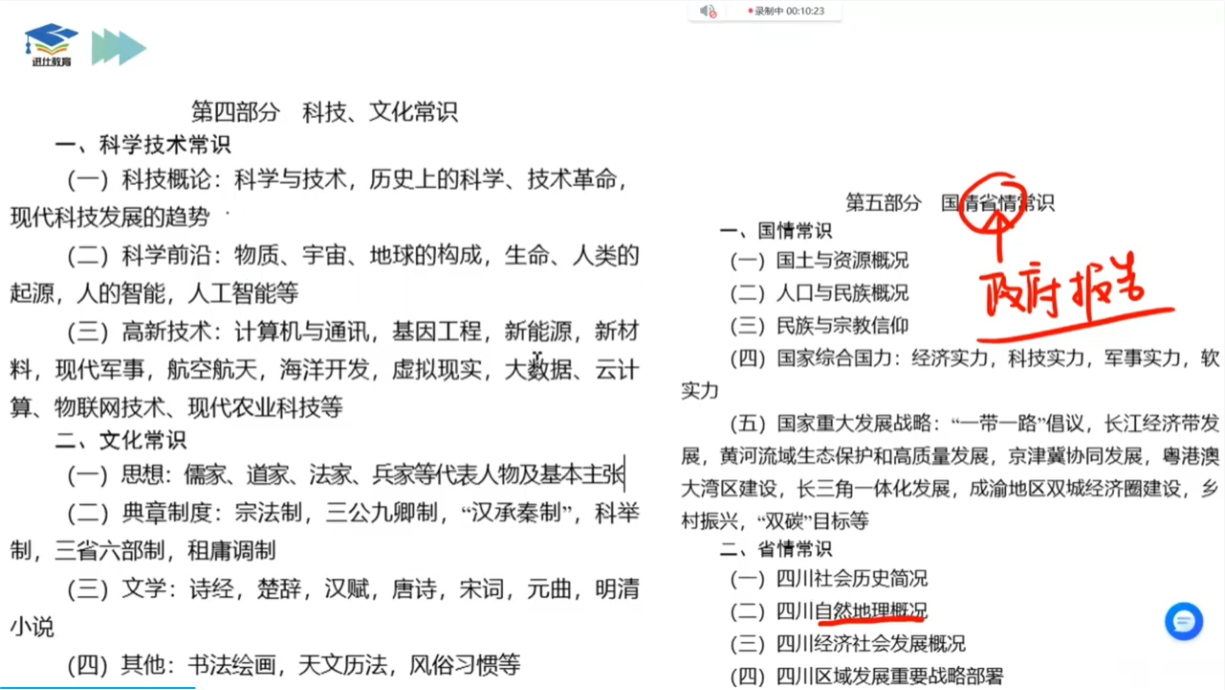 录制中 00:10:23
进仕教育
第四部分 科技、文化常识
一、科学技术常识
(一)科技概论:科学与技术,历史上的科学、技术革命,
现代科技发展的趋势
(二)科学前沿:物质、宇宙、地球的构成,生命、人类的
起源,人的智能,人工智能等
(三)高新技术:计算机与通讯,基因工程,新能源,新材
料,现代军事,航空航天,海洋开发,虚拟现实,大数据、云计
算、物联网技术、现代农业科技等
二、文化常识
(一)思想:儒家、道家、法家、兵家等代表人物及基本主张
(二)典章制度:宗法制,三公九卿制,“汉承秦制”,科举
制,三省六部制,租庸调制
(三)文学:诗经,楚辞,汉赋,唐诗,宋词,元曲,明清
小说
(四)其他:书法绘画,天文历法,风俗习惯等
第五部分 国情省情常识
一、国情常识
(一)国土与资源概况
(二)人口与民族概况
(三)民族与宗教信仰
政府报告
(四)国家综合国力:经济实力,科技实力,军事实力,软
实力
(五)国家重大发展战略:“一带一路”倡议,长江经济带发
展,黄河流域生态保护和高质量发展,京津冀协同发展,粤港澳
大湾区建设,长三角一体化发展,成渝地区双城经济圈建设,乡
村振兴,“双碳”目标等
二、省情常识
(一)四川社会历史简况
(二)四川自然地理概况
(三)四川经济社会发展概况
(四)四川区域发展重要战略部署